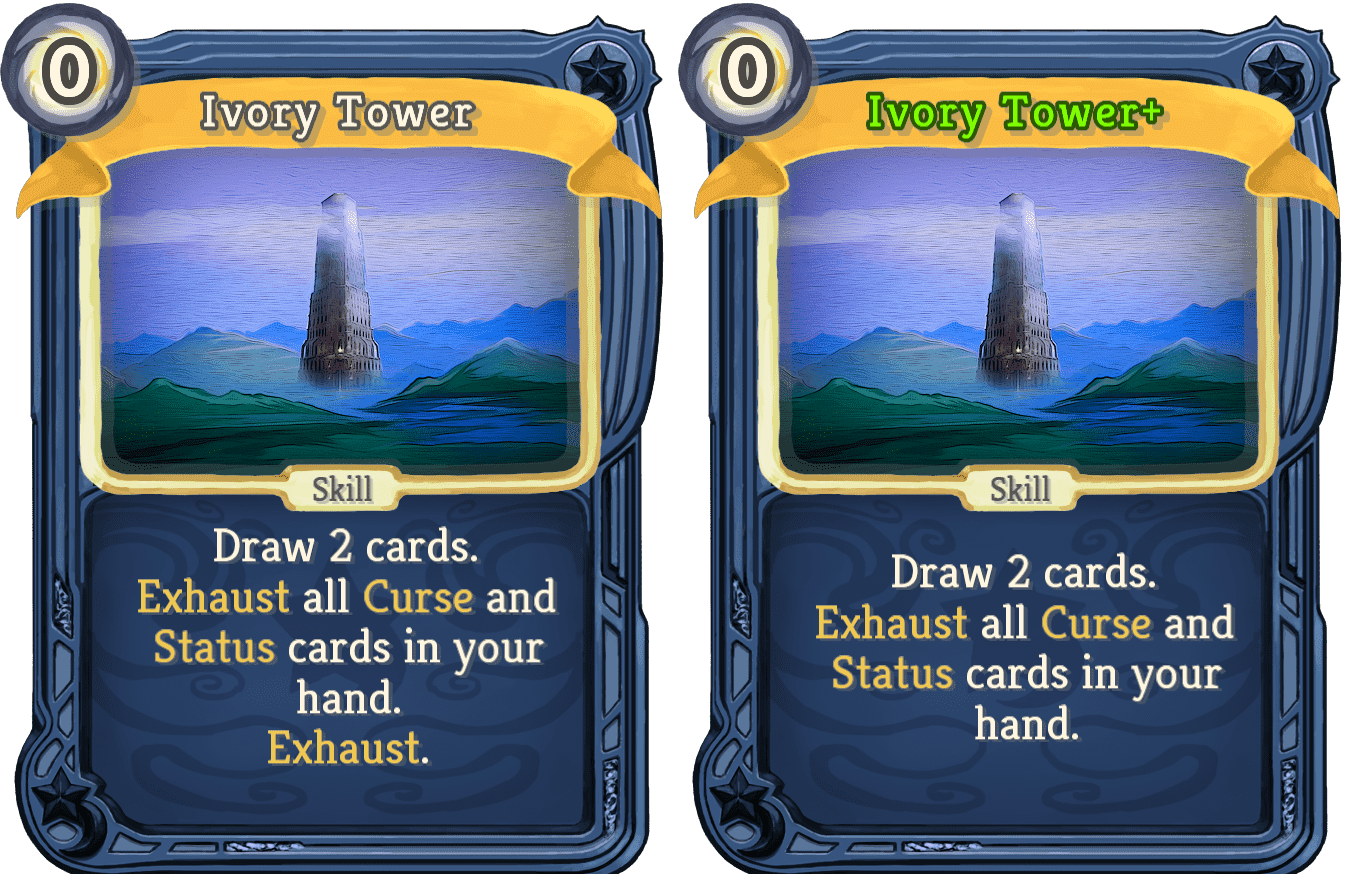 0
Ivory Tower
Skill
Draw 2 cards.
Exhaust all Curse and
Status cards in your
hand.
Exhaust.
0
Ivory Tower+
Skill
Draw 2 cards.
Exhaust all Curse and
Status cards in your
hand.